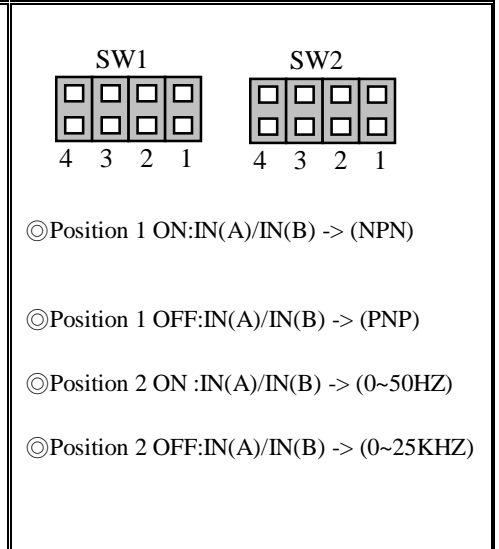 SW1 SW2
4 3 2 1 4 3 2 1
◎Position 1 ON:IN(A)/IN(B) -> (NPN)
◎Position 1 OFF:IN(A)/IN(B) -> (PNP)
◎Position 2 ON :IN(A)/IN(B) -> (0~50HZ)
◎Position 2 OFF:IN(A)/IN(B) -> (0~25KHZ)